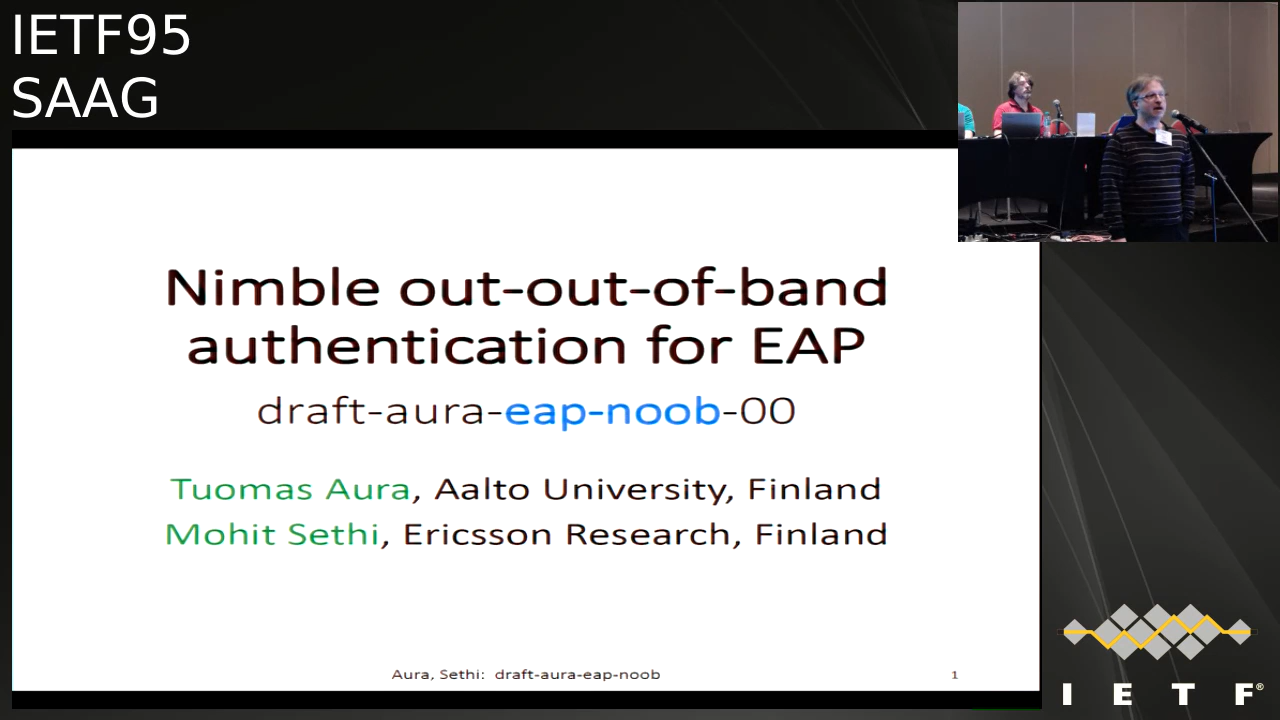 IETF95
SAAG
Nimble out-out-of-band
authentication for EAP
draft-aura-eap-noob-00
Tuomas Aura, Aalto University, Finland
Mohit Sethi, Ericsson Research, Finland
Aura, Sethi: draft-aura-eap-noob
1
I E T F®